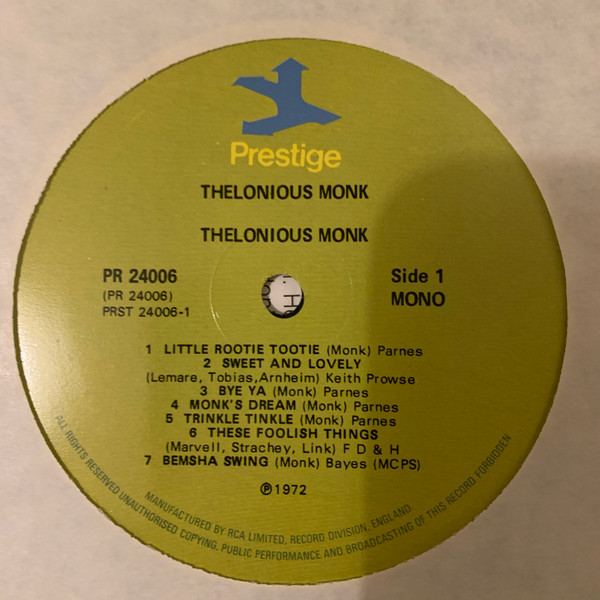 Prestige
THELONIOUS MONK
THELONIOUS MONK
PR 24006
(PR 24006)
PRST 24006-1
Side 1
MONO
1 LITTLE ROOTIE TOOTIE (Monk) Parnes
2 SWEET AND LOVELY
(Lemare, Tobias,Arnheim) Keith Prowse
3 BYE YA (Monk) Parnes
4 MONK'S DREAM (Monk) Parnes
5 TRINKLE TINKLE (Monk) Parnes
6 THESE FOOLISH THINGS
(Marvell, Strachey, Link) F D & H
7 BEMSHA SWING (Monk) Bayes (MCPS)
℗1972
MANUFACTURED BY RCA LIMITED, RECORD DIVISION, ENGLAND
ALL RIGHTS RESERVED UNAUTHORISED COPYING, PUBLIC PERFORMANCE AND BROADCASTING OF THIS RECORD FORBIDDEN